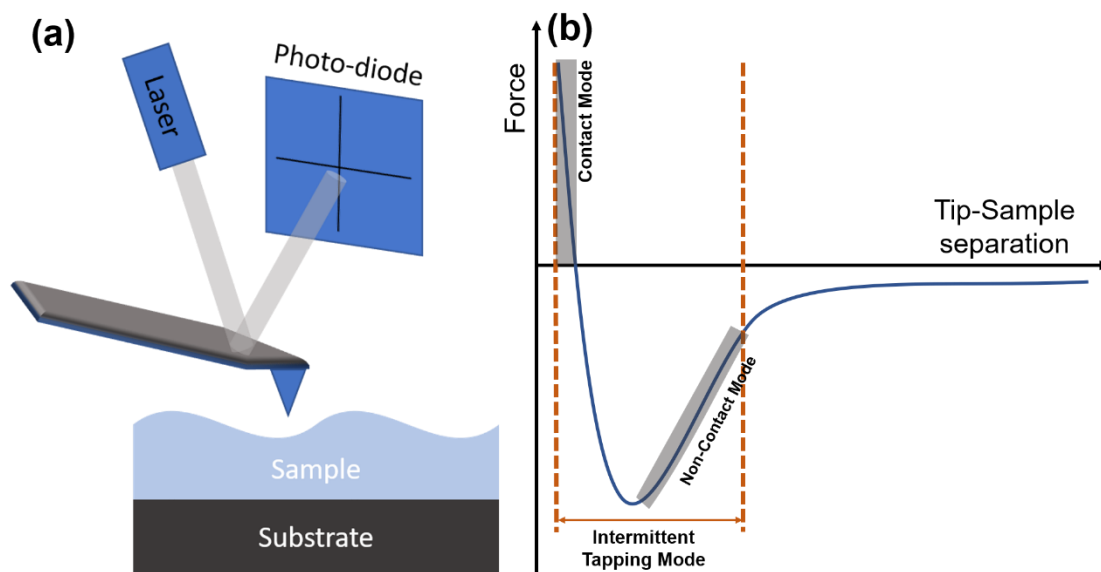 (a)
Laser
Photo-diode
Sample
Substrate
(b)
Force
Contact Mode
Tip-Sample
separation
Non-Contact Mode
Intermittent
Tapping Mode